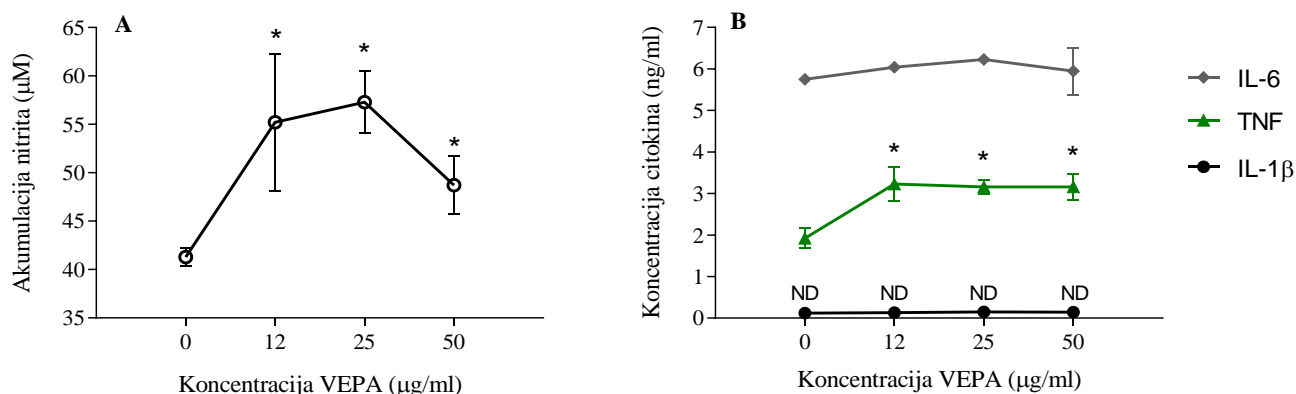 A
Akumulacija nitrita (μM)
65
60
55
50
45
40
35
*
*
*
0 12 25 50
Koncentracija VEPA (μg/ml)
B
Koncentracija citokina (ng/ml)
7
6
5
4
3
2
1
0
* * *
ND ND ND ND
0 12 25 50
Koncentracija VEPA (μg/ml)
IL-6
TNF
IL-1β